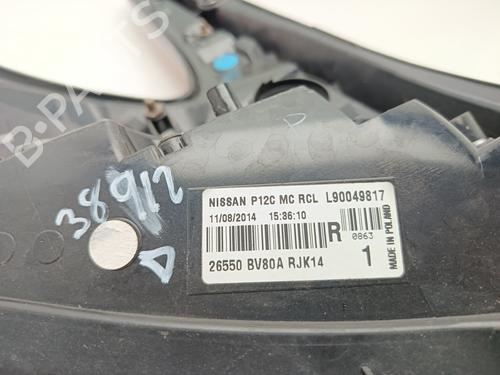 B-PARTS
38912
D
NISSAN P12C MC RCL L90049817
11/08/2014 15:36:10
R
0863
26550 BV80A RJK14
1
MADE IN POLAND